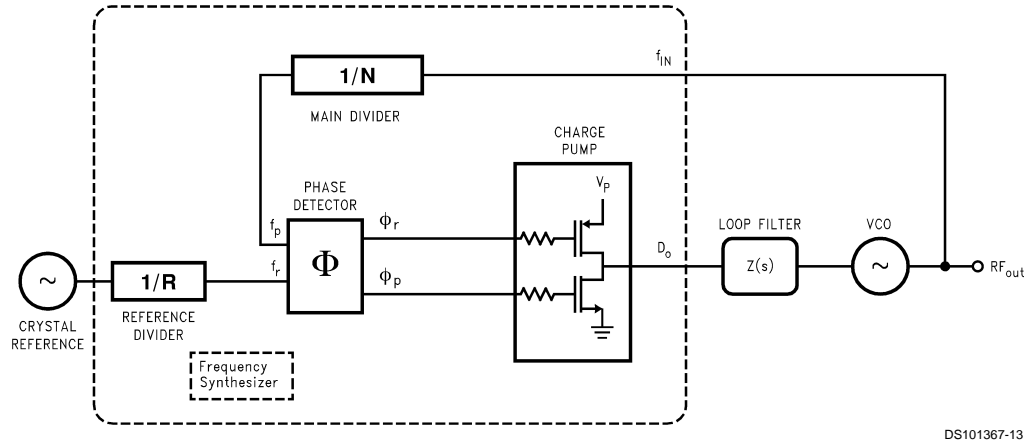 f_IN
1/N
MAIN DIVIDER
CHARGE
PUMP
V_P
PHASE
DETECTOR
f_p
ϕ_r
LOOP FILTER
VCO
D_o
f_r
Φ
ϕ_p
Z(s)
~
RF_out
~
1/R
CRYSTAL
REFERENCE
REFERENCE
DIVIDER
Frequency
Synthesizer
DS101367-13